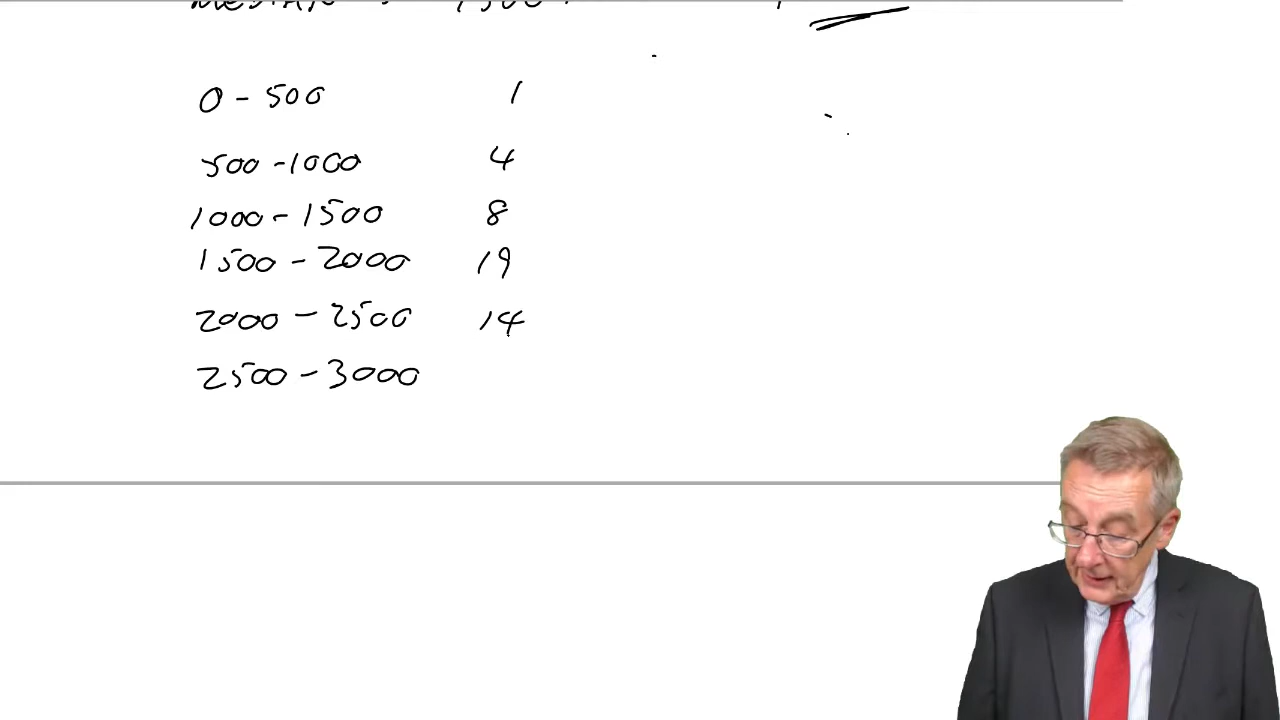 0 - 500 1
500 - 1000 4
1000 - 1500 8
1500 - 2000 19
2000 - 2500 14
2500 - 3000